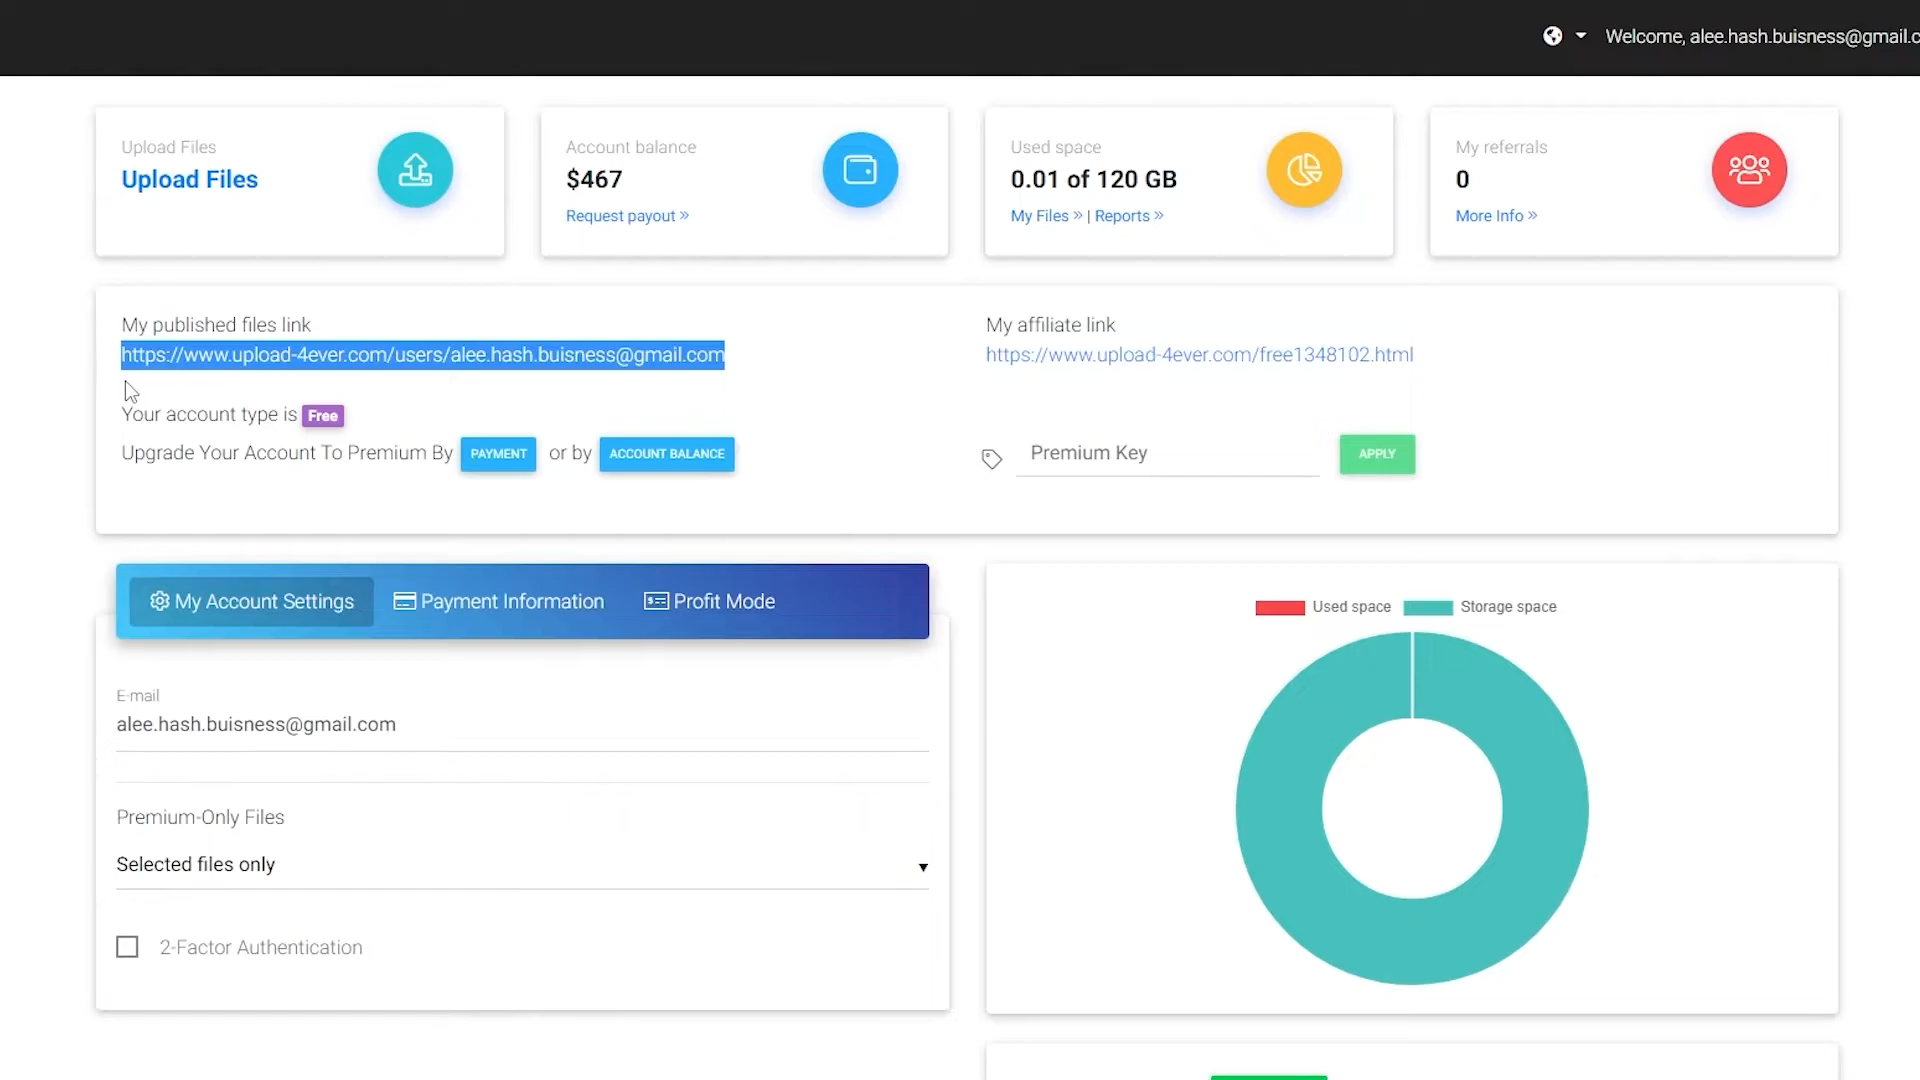 Welcome, alee.hash.buisness@gmail.c
Upload Files
Upload Files
Account balance
$467
Request payout »
Used space
0.01 of 120 GB
My Files » | Reports »
My referrals
0
More Info »
My published files link
https://www.upload-4ever.com/users/alee.hash.buisness@gmail.com
My affiliate link
https://www.upload-4ever.com/free1348102.html
Your account type is Free
Upgrade Your Account To Premium By PAYMENT or by ACCOUNT BALANCE
Premium Key
APPLY
My Account Settings
Payment Information
Profit Mode
E-mail
alee.hash.buisness@gmail.com
Premium-Only Files
Selected files only
2-Factor Authentication
Used space
Storage space